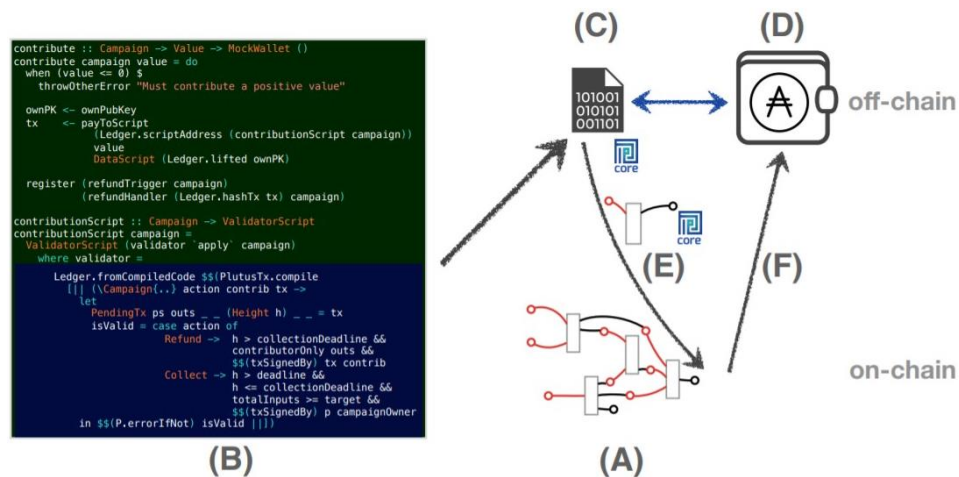 contribute :: Campaign -> Value -> MockWallet ()
contribute campaign value = do
  when (value <= 0) $
    throwOtherError "Must contribute a positive value"

  ownPK <- ownPubKey
  tx    <- payToScript
             (Ledger.scriptAddress (contributionScript campaign))
             value
             DataScript (Ledger.lifted ownPK)

  register (refundTrigger campaign)
           (refundHandler (Ledger.hashTx tx) campaign)

contributionScript :: Campaign -> ValidatorScript
contributionScript campaign =
  ValidatorScript (validator `apply` campaign)
    where validator =
      Ledger.fromCompiledCode $$(PlutusTx.compile
        [|| (\Campaign{..} action contrib tx ->
          let
            PendingTx ps outs _ _ (Height h) _ _ = tx
            isValid = case action of
                        Refund ->  h > collectionDeadline &&
                                   contributorOnly outs &&
                                   $$(txSignedBy) tx contrib
                        Collect -> h > deadline &&
                                   h <= collectionDeadline &&
                                   totalInputs >= target &&
                                   $$(txSignedBy) p campaignOwner
          in $$(P.errorIfNot) isValid ||])
(B)
(C)
(D)
101001
010101
001101
off-chain
core
core
(E)
(F)
on-chain
(A)